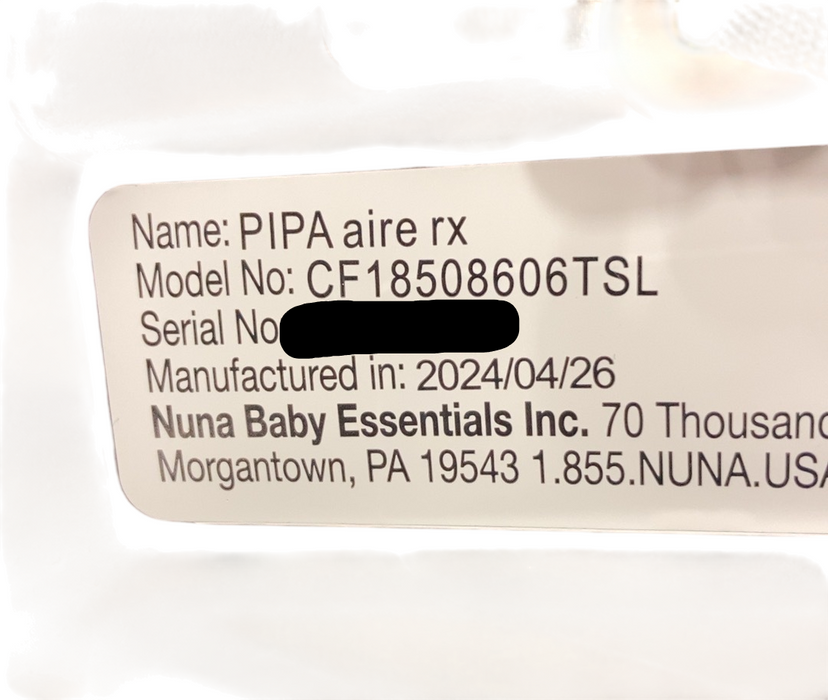 Name: PIPA aire rx
Model No: CF18508606TSL
Serial No
Manufactured in: 2024/04/26
Nuna Baby Essentials Inc. 70 Thousand
Morgantown, PA 19543 1.855.NUNA.USA